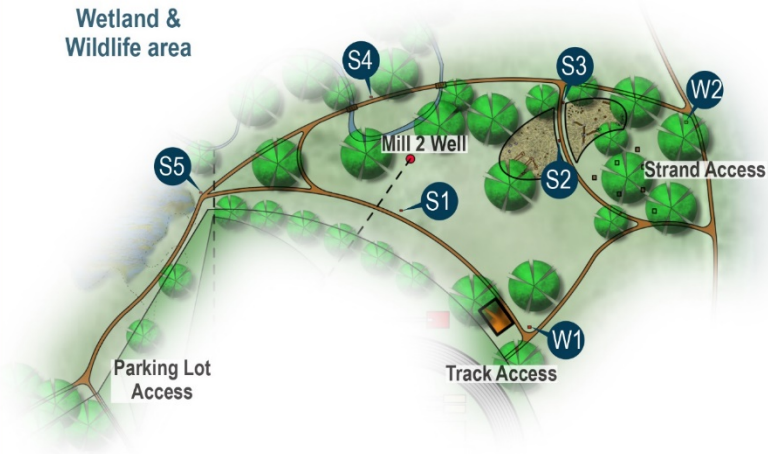 Wetland &
Wildlife area
S4
S3
W2
Mill 2 Well
S5
S2
Strand Access
S1
W1
Parking Lot
Access
Track Access